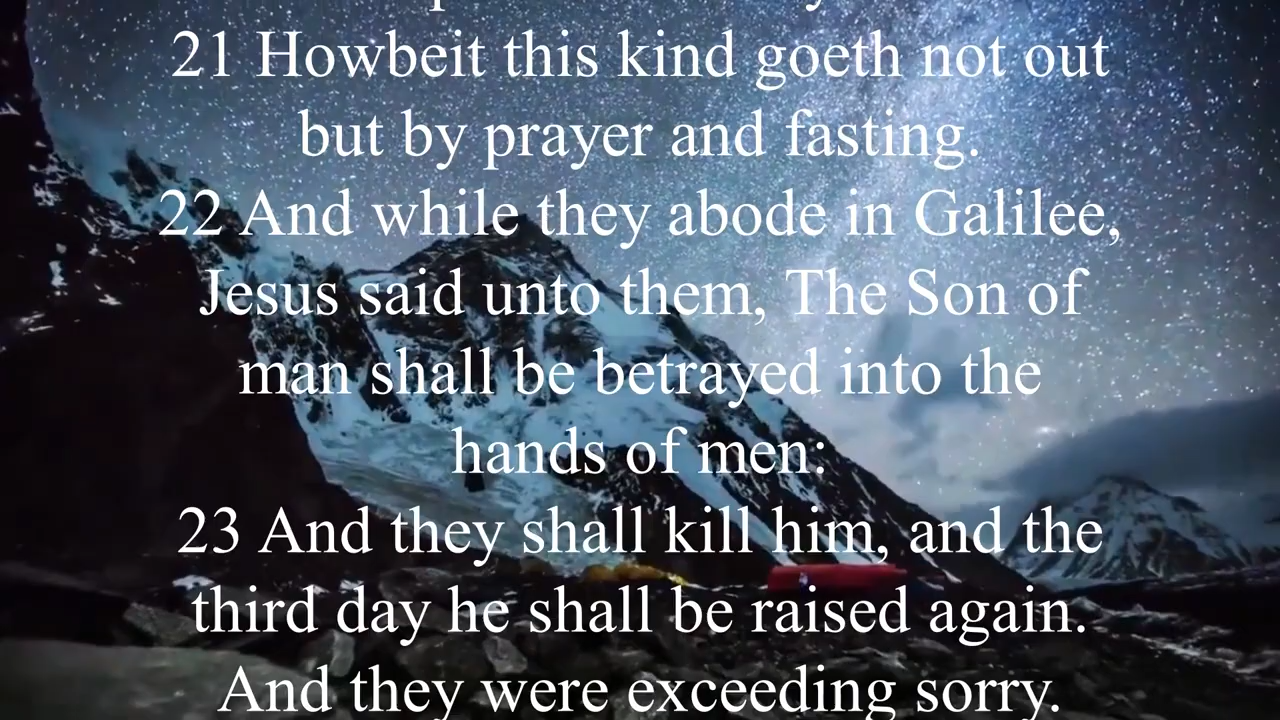 21 Howbeit this kind goeth not out
but by prayer and fasting.
22 And while they abode in Galilee,
Jesus said unto them, The Son of
man shall be betrayed into the
hands of men:
23 And they shall kill him, and the
third day he shall be raised again.
And they were exceeding sorry.